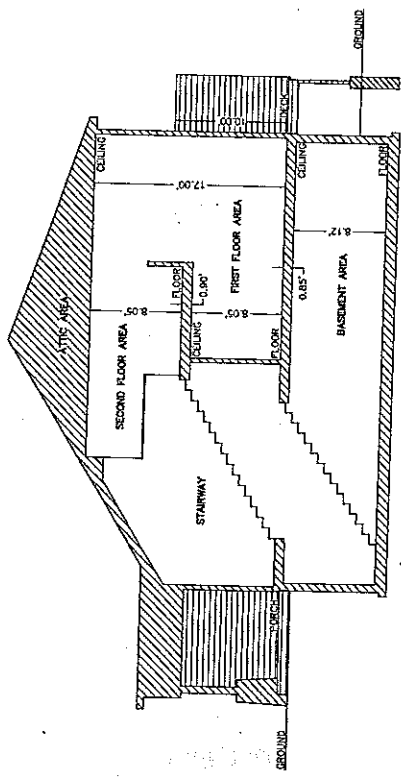 ATTIC AREA
CEILING
SECOND FLOOR AREA
8.05'
17.00'
10.00'
FLOOR
0.90'
STAIRWAY
CEILING
8.05'
FIRST FLOOR AREA
FLOOR
DECK
PORCH
0.85'
CEILING
GROUND
GROUND
BASEMENT AREA
8.12'
FLOOR